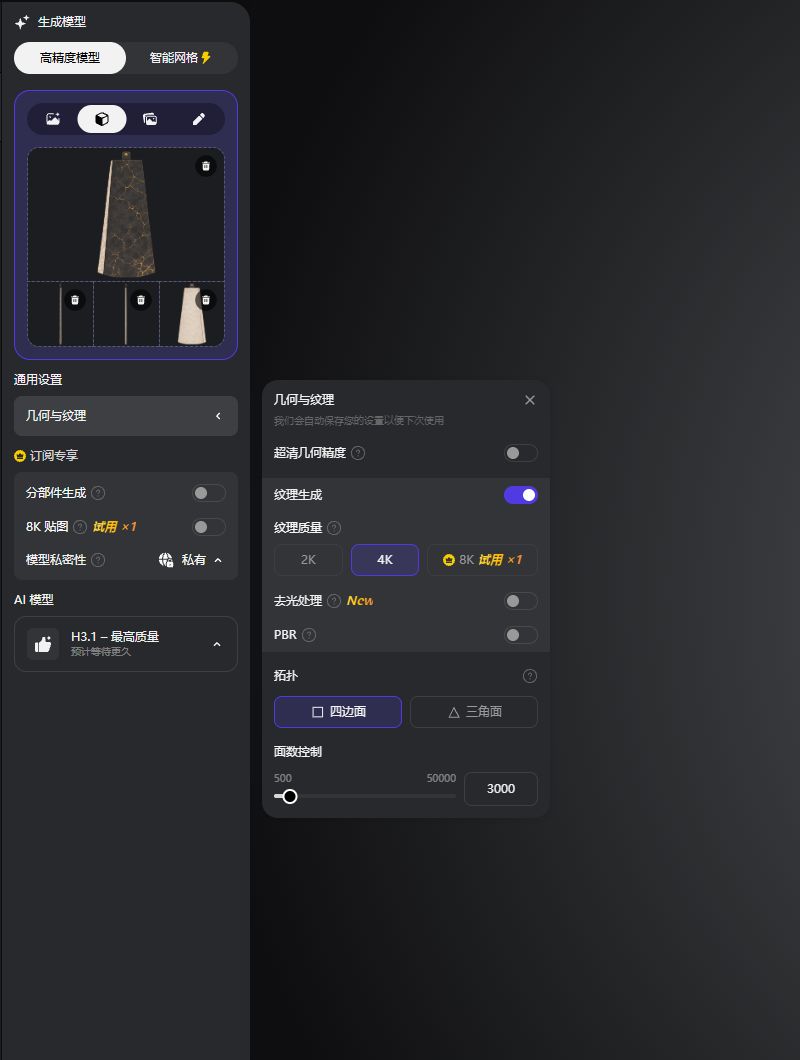 生成模型
高精度模型
智能网格
通用设置
几何与纹理
订阅专享
分部件生成 ?
8K 贴图 ? 试用 ×1
模型私密性 ? 私有
AI 模型
H3.1 – 最高质量
预计等待更久
几何与纹理
我们会自动保存您的设置以便下次使用
超清几何精度 ?
纹理生成
纹理质量 ?
2K
4K
8K 试用 ×1
去光处理 ? New
PBR ?
拓扑 ?
四边面
三角面
面数控制
500
50000
3000